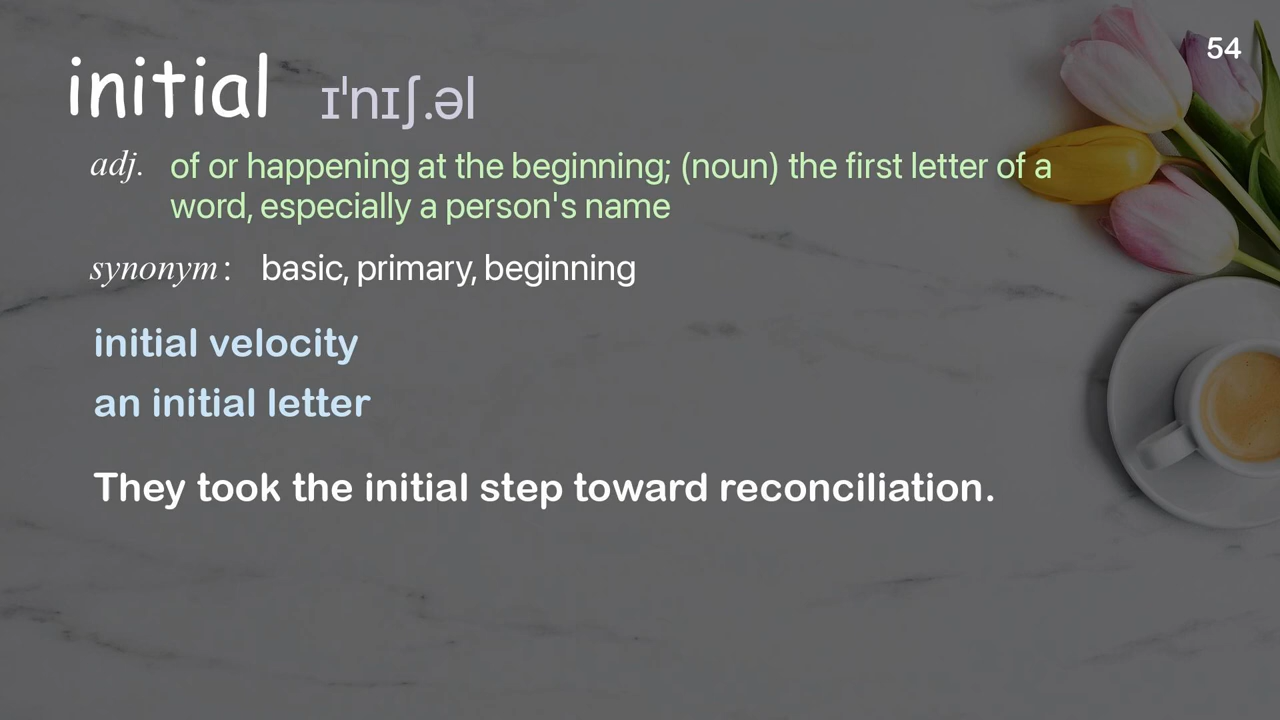 54
initial ɪˈnɪʃ.əl
adj. of or happening at the beginning; (noun) the first letter of a
word, especially a person's name
synonym: basic, primary, beginning
initial velocity
an initial letter
They took the initial step toward reconciliation.